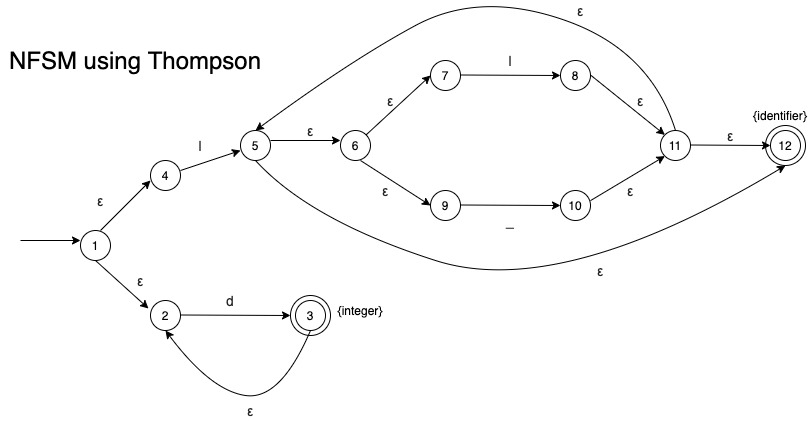 NFSM using Thompson
ε
7
l
8
ε
ε
{identifier}
l
5
ε
6
11
ε
12
4
ε
ε
9
10
ε
_
1
ε
ε
2
d
3
{integer}
ε